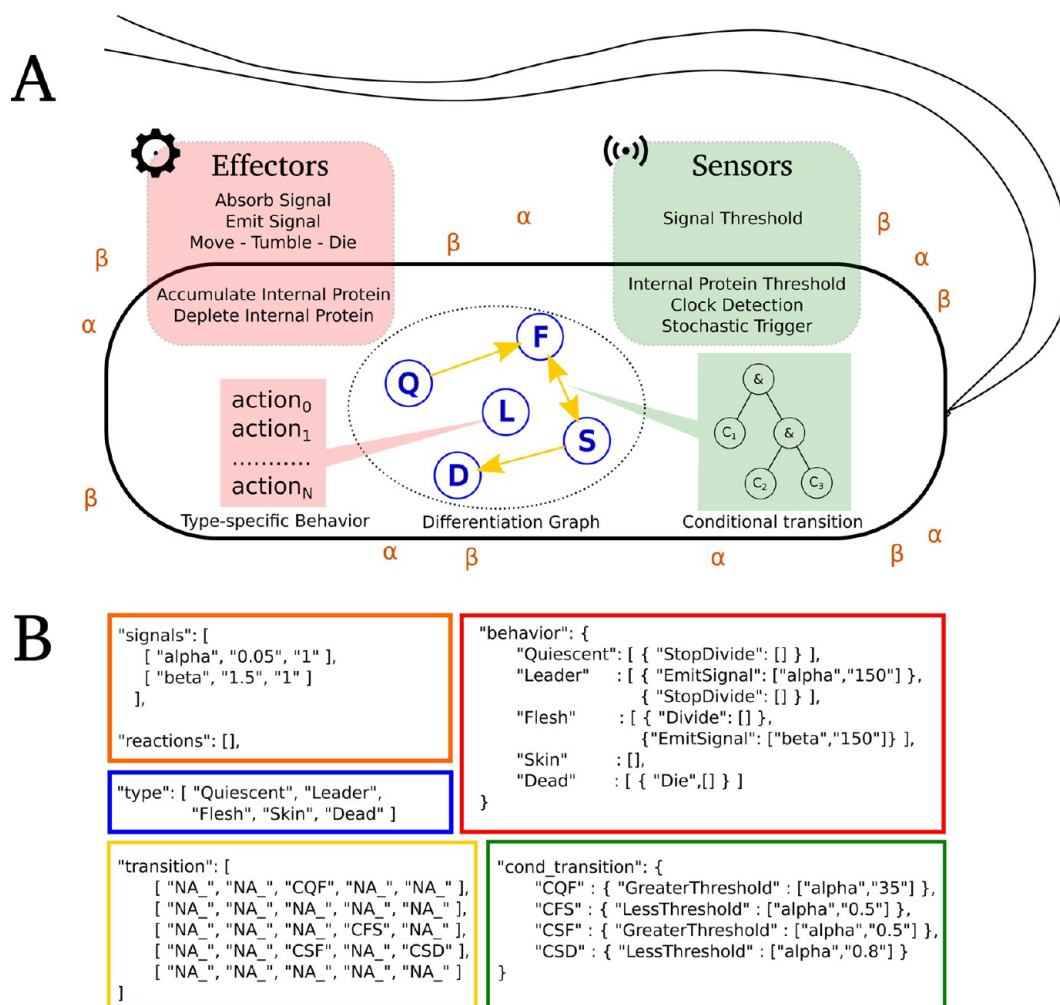 A
Effectors
Absorb Signal
Emit Signal
Move - Tumble - Die
Accumulate Internal Protein
Deplete Internal Protein
Sensors
Signal Threshold
Internal Protein Threshold
Clock Detection
Stochastic Trigger
α
β
β
α
β
α
β
β
α
β
α
β
α
action0
action1
...........
actionN
Type-specific Behavior
Q
F
L
S
D
Differentiation Graph
&
C1
&
C2
C3
Conditional transition
B
"signals": [
[ "alpha", "0.05", "1" ],
[ "beta", "1.5", "1" ]
],
"reactions": [],
"type": [ "Quiescent", "Leader",
"Flesh", "Skin", "Dead" ]
"transition": [
[ "NA_", "NA_", "CQF", "NA_", "NA_" ],
[ "NA_", "NA_", "NA_", "NA_", "NA_" ],
[ "NA_", "NA_", "NA_", "CFS", "NA_" ],
[ "NA_", "NA_", "CSF", "NA_", "CSD" ],
[ "NA_", "NA_", "NA_", "NA_", "NA_" ]
]
"behavior": {
"Quiescent": [ { "StopDivide": [] } ],
"Leader" : [ { "EmitSignal": ["alpha","150"] },
{ "StopDivide": [] } ],
"Flesh" : [ { "Divide": [] },
{"EmitSignal": ["beta","150"]} ],
"Skin" : [],
"Dead" : [ { "Die",[] } ]
}
"cond_transition": {
"CQF" : { "GreaterThreshold" : ["alpha","35"] },
"CFS" : { "LessThreshold" : ["alpha","0.5"] },
"CSF" : { "GreaterThreshold" : ["alpha","0.5"] },
"CSD" : { "LessThreshold" : ["alpha","0.8"] }
}